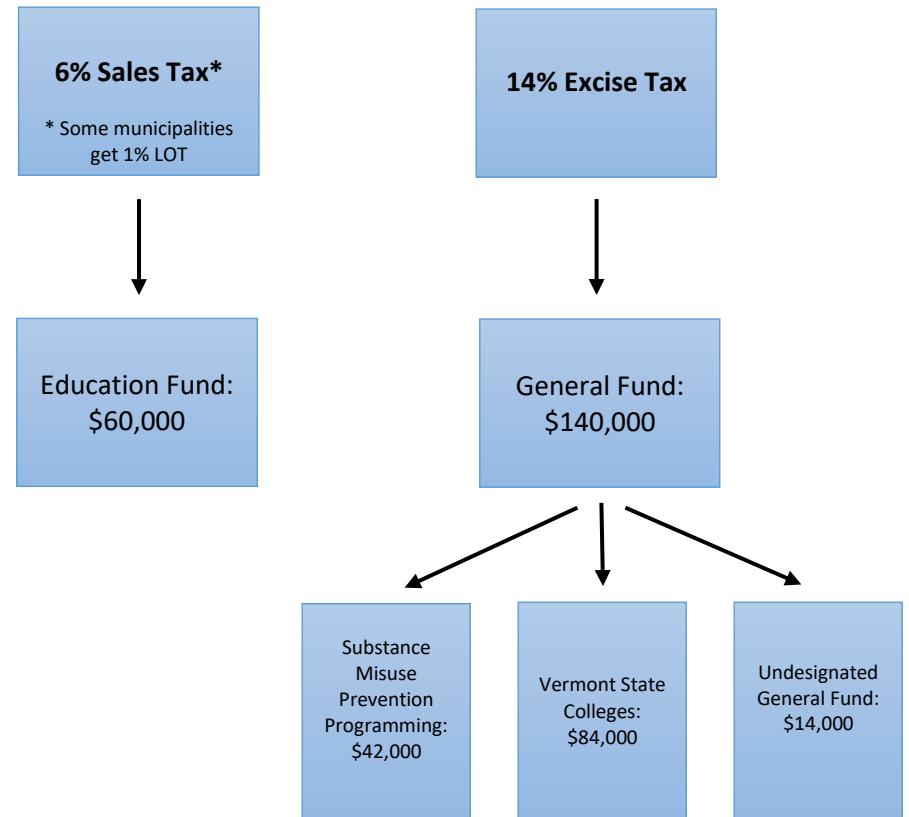 6% Sales Tax*
* Some municipalities
get 1% LOT
14% Excise Tax
Education Fund:
$60,000
General Fund:
$140,000
Substance
Misuse
Prevention
Programming:
$42,000
Vermont State
Colleges:
$84,000
Undesignated
General Fund:
$14,000